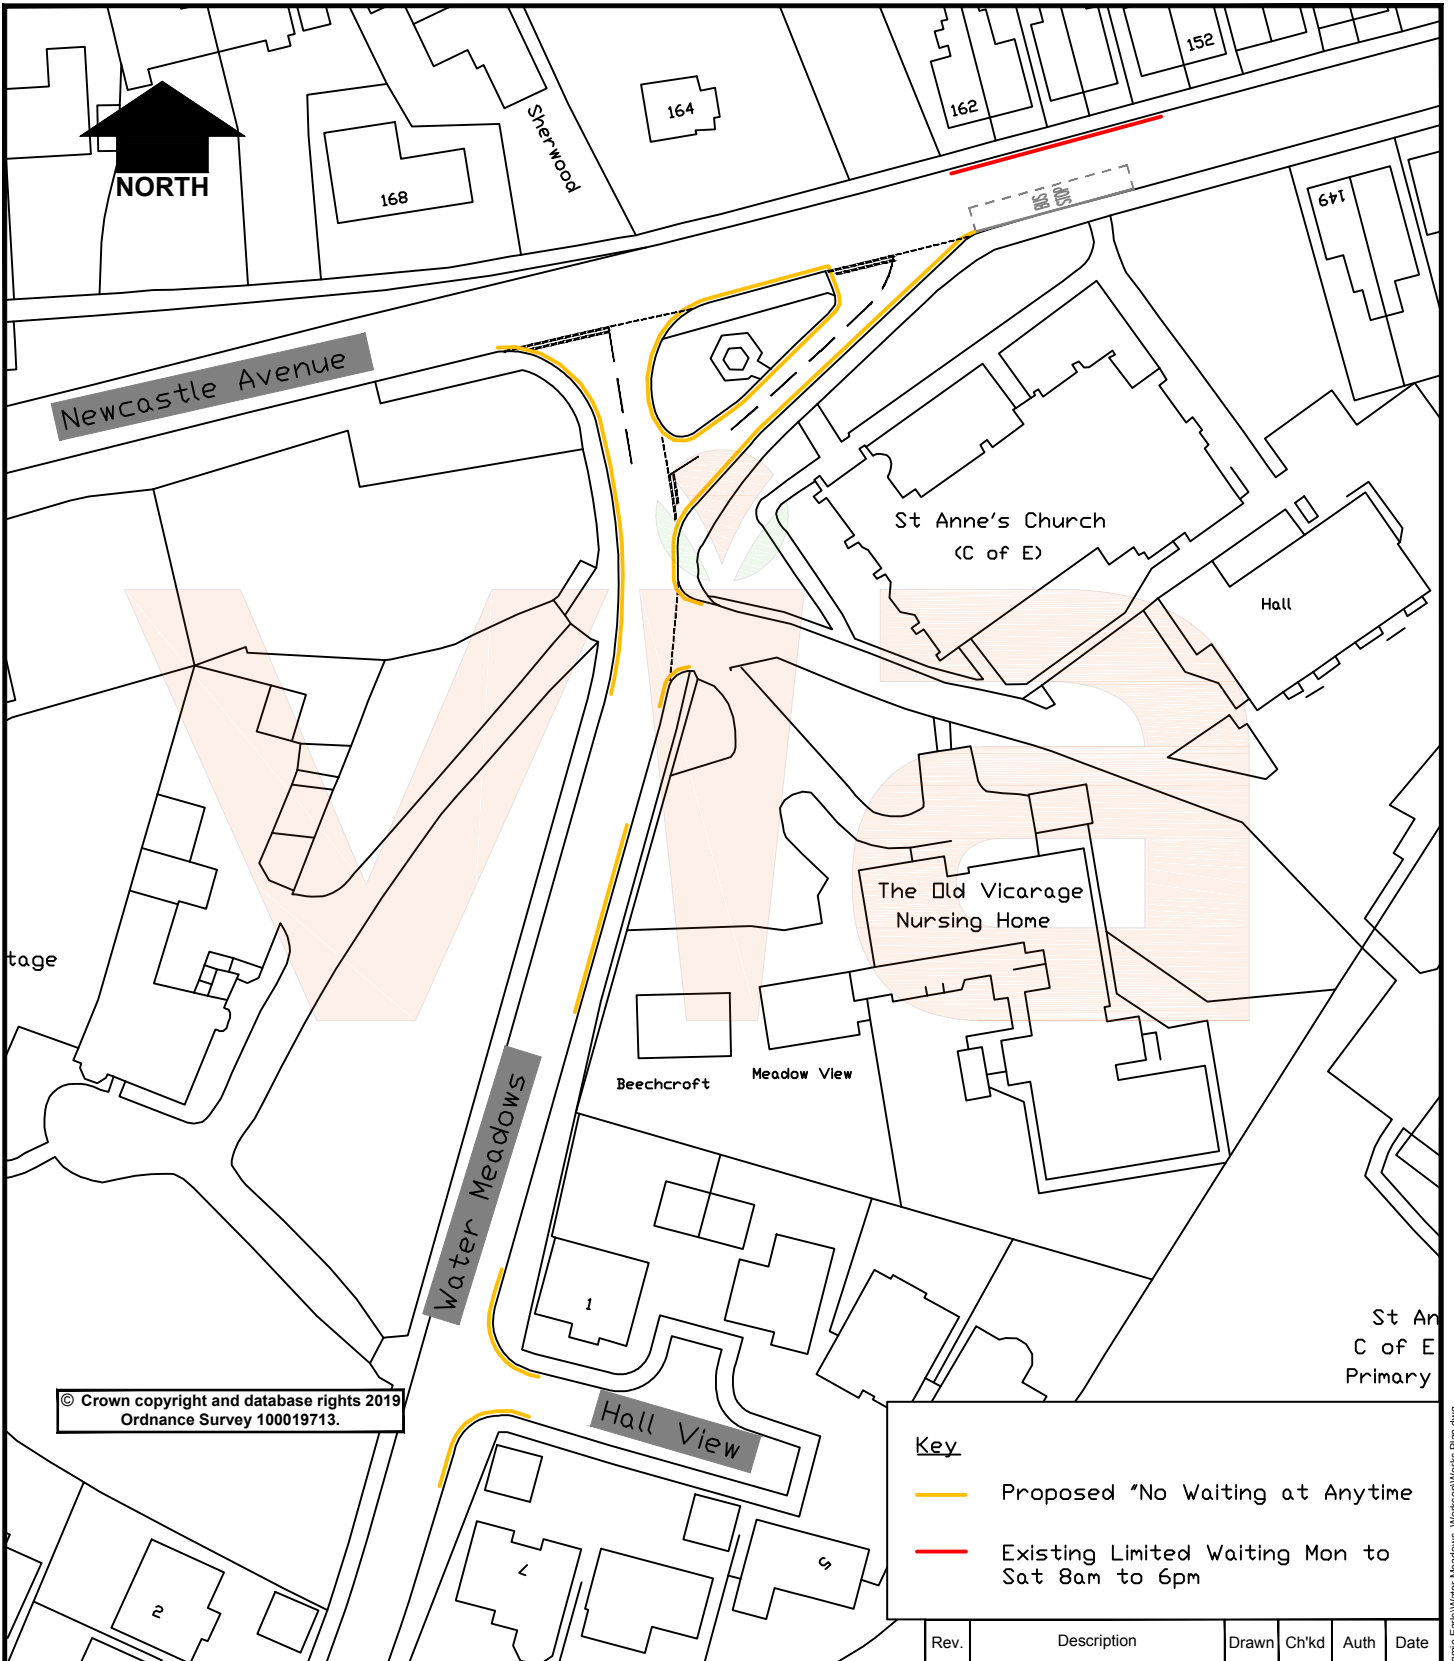 152
162
164
Sherwood
168
149
NORTH
BUS
STOP
Newcastle Avenue
St Anne's Church
(C of E)
Hall
via
The Old Vicarage
Nursing Home
tage
Beechcroft
Meadow View
Water Meadows
1
St An
C of E
Primary
© Crown copyright and database rights 2019
Ordnance Survey 100019713.
Hall View
Key
Proposed "No Waiting at Anytime
Existing Limited Waiting Mon to
Sat 8am to 6pm
7
5
2
Rev. Description Drawn Ch'kd Auth Date